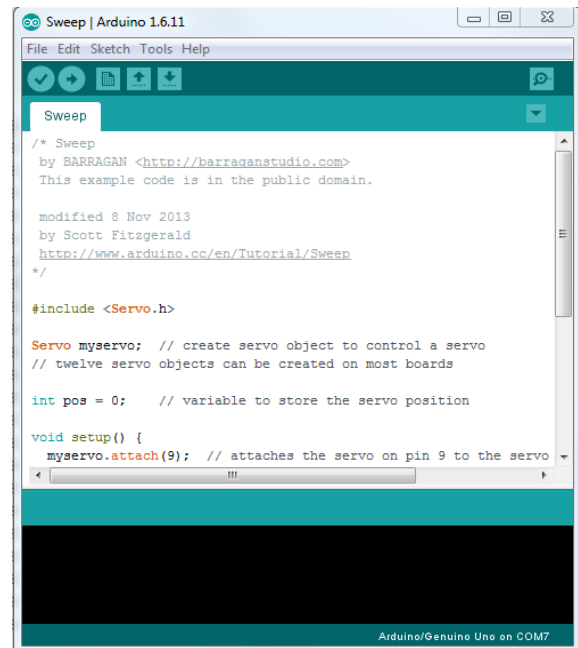 Sweep | Arduino 1.6.11
File Edit Sketch Tools Help
Sweep
/* Sweep
by BARRAGAN <http://barraganstudio.com>
This example code is in the public domain.
modified 8 Nov 2013
by Scott Fitzgerald
http://www.arduino.cc/en/Tutorial/Sweep
*/
#include <Servo.h>
Servo myservo;  // create servo object to control a servo
// twelve servo objects can be created on most boards
int pos = 0;    // variable to store the servo position
void setup() {
myservo.attach(9);  // attaches the servo on pin 9 to the servo
Arduino/Genuino Uno on COM7